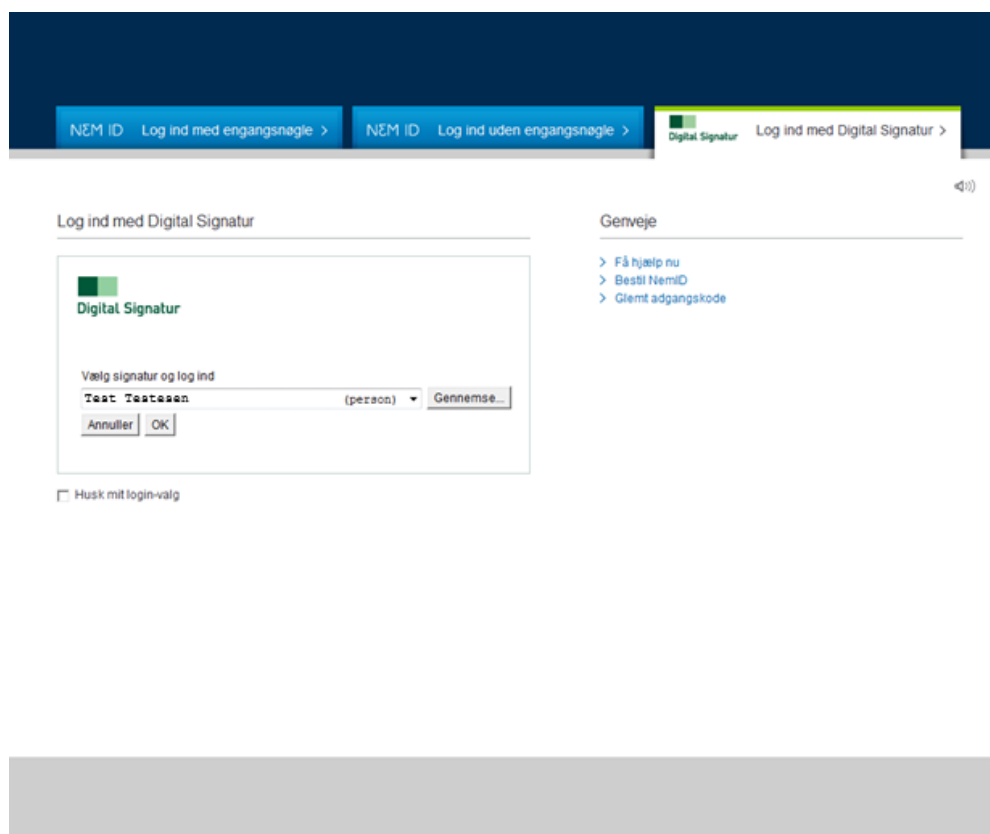 NEM ID Log ind med engangsnøgle >
NEM ID Log ind uden engangsnøgle >
Digital Signatur Log ind med Digital Signatur >
Log ind med Digital Signatur
Digital Signatur
Vælg signatur og log ind
Test Testesen (person) Gennemse...
Annuller OK
Husk mit login-valg
Genveje
> Få hjælp nu
> Bestil NemID
> Glemt adgangskode